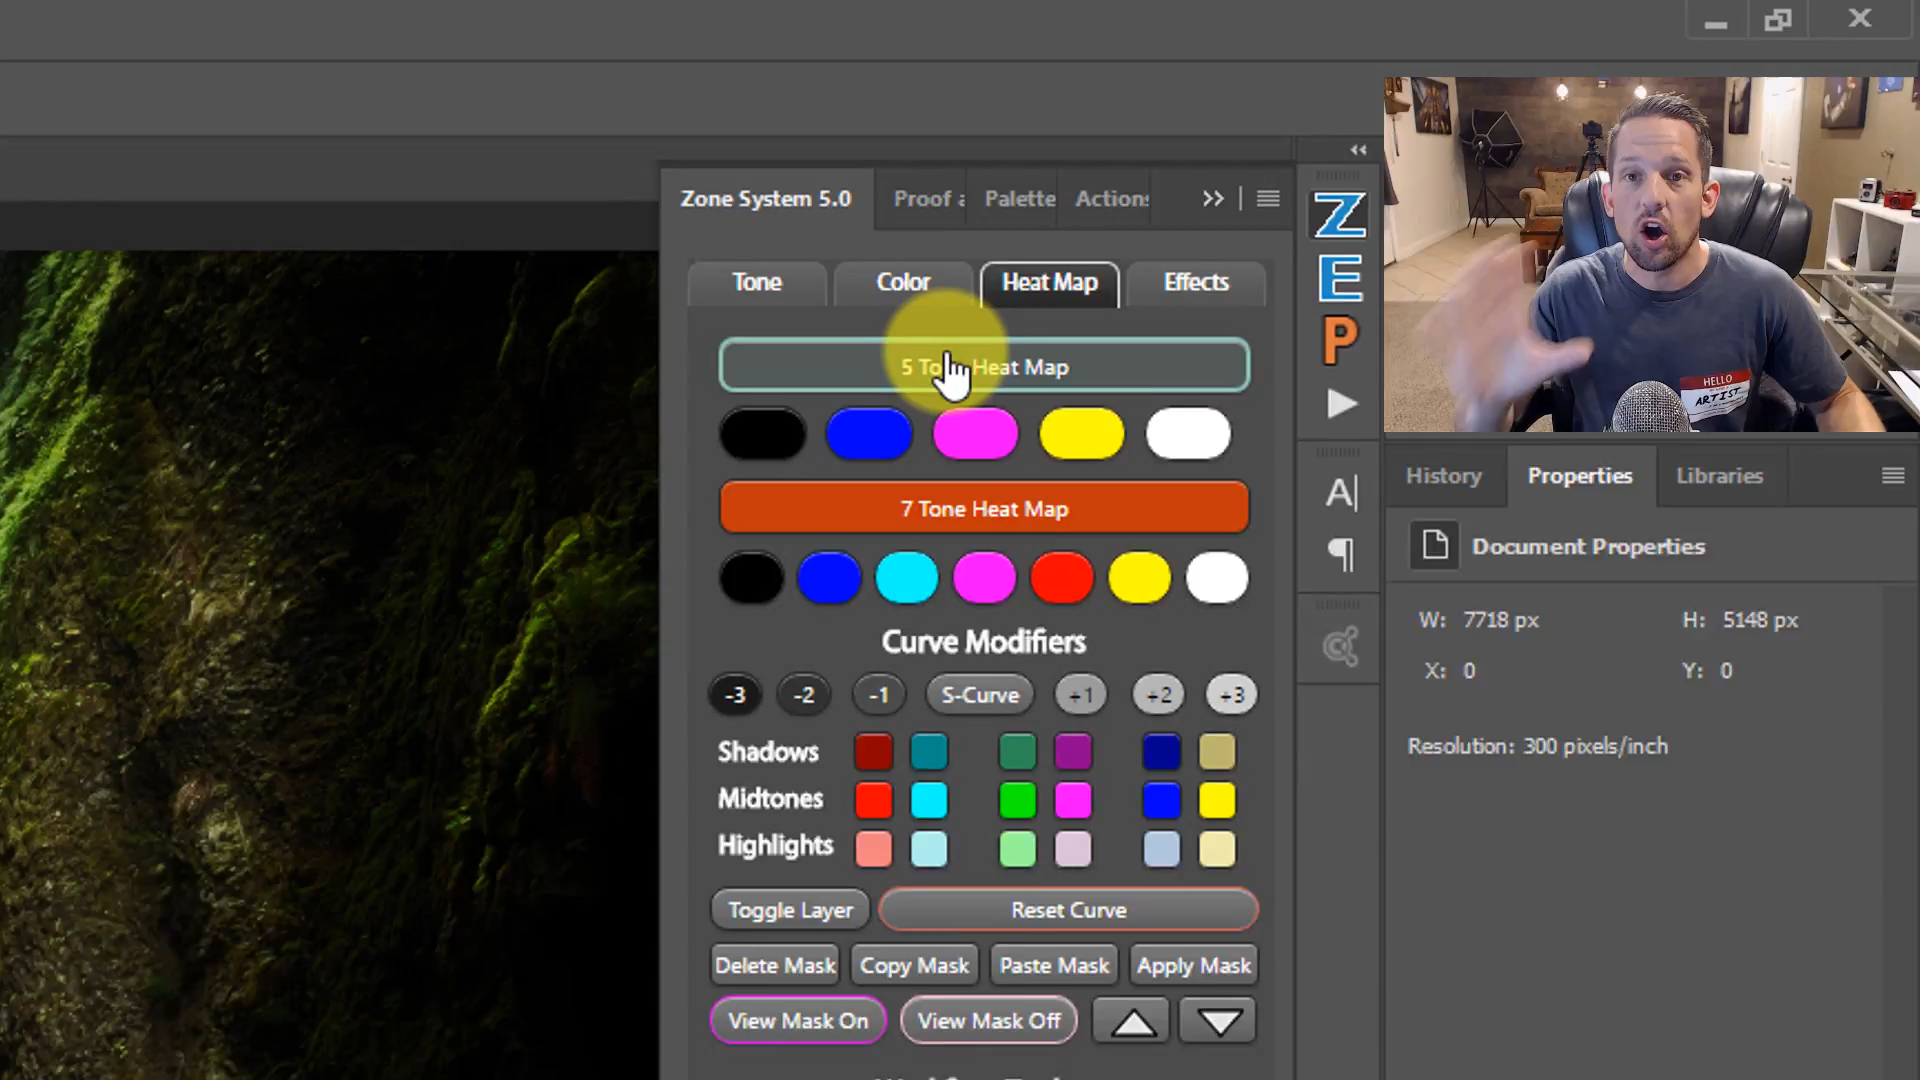 Zone System 5.0
Proof a
Palette
Action:
Tone
Color
Heat Map
Effects
5 To Heat Map
7 Tone Heat Map
Curve Modifiers
-3
-2
-1
S-Curve
+1
+2
+3
Shadows
Midtones
Highlights
Toggle Layer
Reset Curve
Delete Mask
Copy Mask
Paste Mask
Apply Mask
View Mask On
View Mask Off
Z
E
P
A
HELLO
ARTIST
History
Properties
Libraries
Document Properties
W: 7718 px
H: 5148 px
X: 0
Y: 0
Resolution: 300 pixels/inch